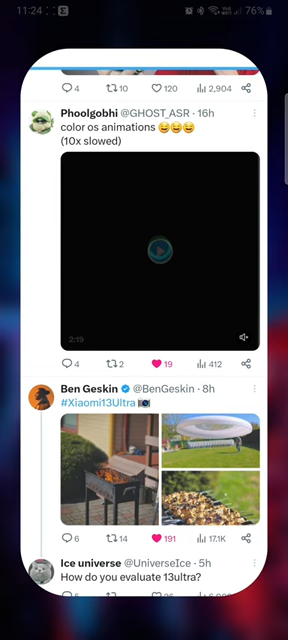 11:24
76%
4 10 120 2,904
Phoolgobhi @GHOST_ASR · 16h
color os animations 😆😆😆
(10x slowed)
2:19
4 2 19 412
Ben Geskin @BenGeskin · 8h
#Xiaomi13Ultra 📷
6 14 191 17.1K
Ice universe @UniverseIce · 5h
How do you evaluate 13ultra?